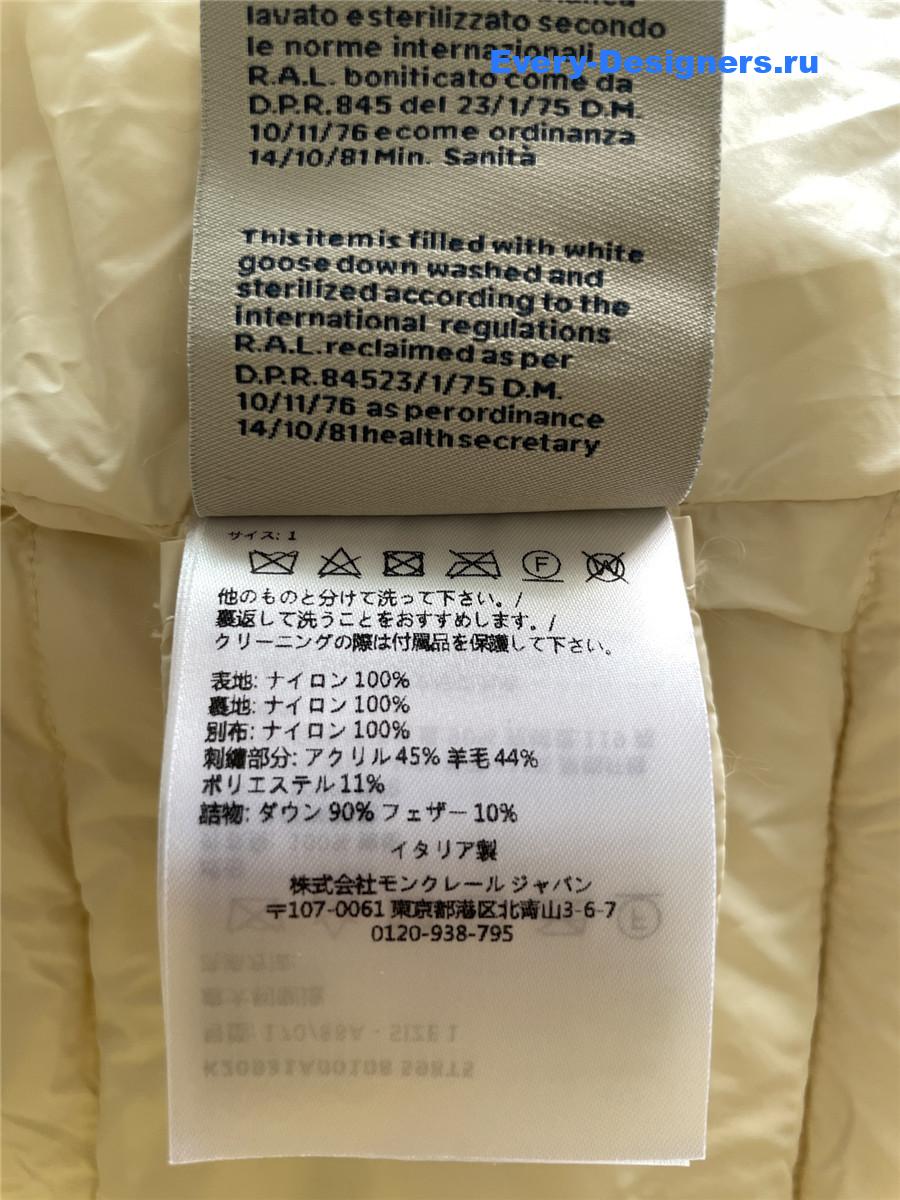 lavato e sterilizzato secondo
le norme internazionali
Every-Designers.ru
R.A.L. boniticato come da
D.P.R.845 del 23/1/75 D.M.
10/11/76 e come ordinanza
14/10/81 Min. Sanità
This item is filled with white
goose down washed and
sterilized according to the
international regulations
R.A.L. reclaimed as per
D.P.R.84523/1/75 D.M.
10/11/76 as per ordinance
14/10/81 health secretary
サイズ: 1
F
W
他のものと分けて洗って下さい。/
裏返して洗うことをおすすめします。/
クリーニングの際は付属品を保護して下さい。
表地: ナイロン 100%
裏地: ナイロン 100%
別布: ナイロン 100%
刺繍部分: アクリル 45% 羊毛 44%
ポリエステル 11%
詰物: ダウン 90% フェザー 10%
イタリア製
株式会社モンクレール ジャパン
〒107-0061 東京都港区北青山3-6-7
0120-938-795
170/88A - SIZE 1